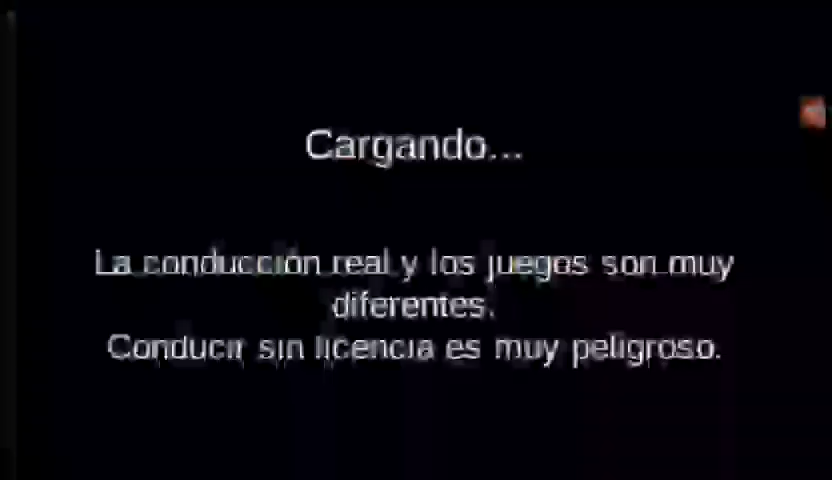 Cargando...
La conducción real y los juegos son muy
diferentes.
Conducir sin licencia es muy peligroso.